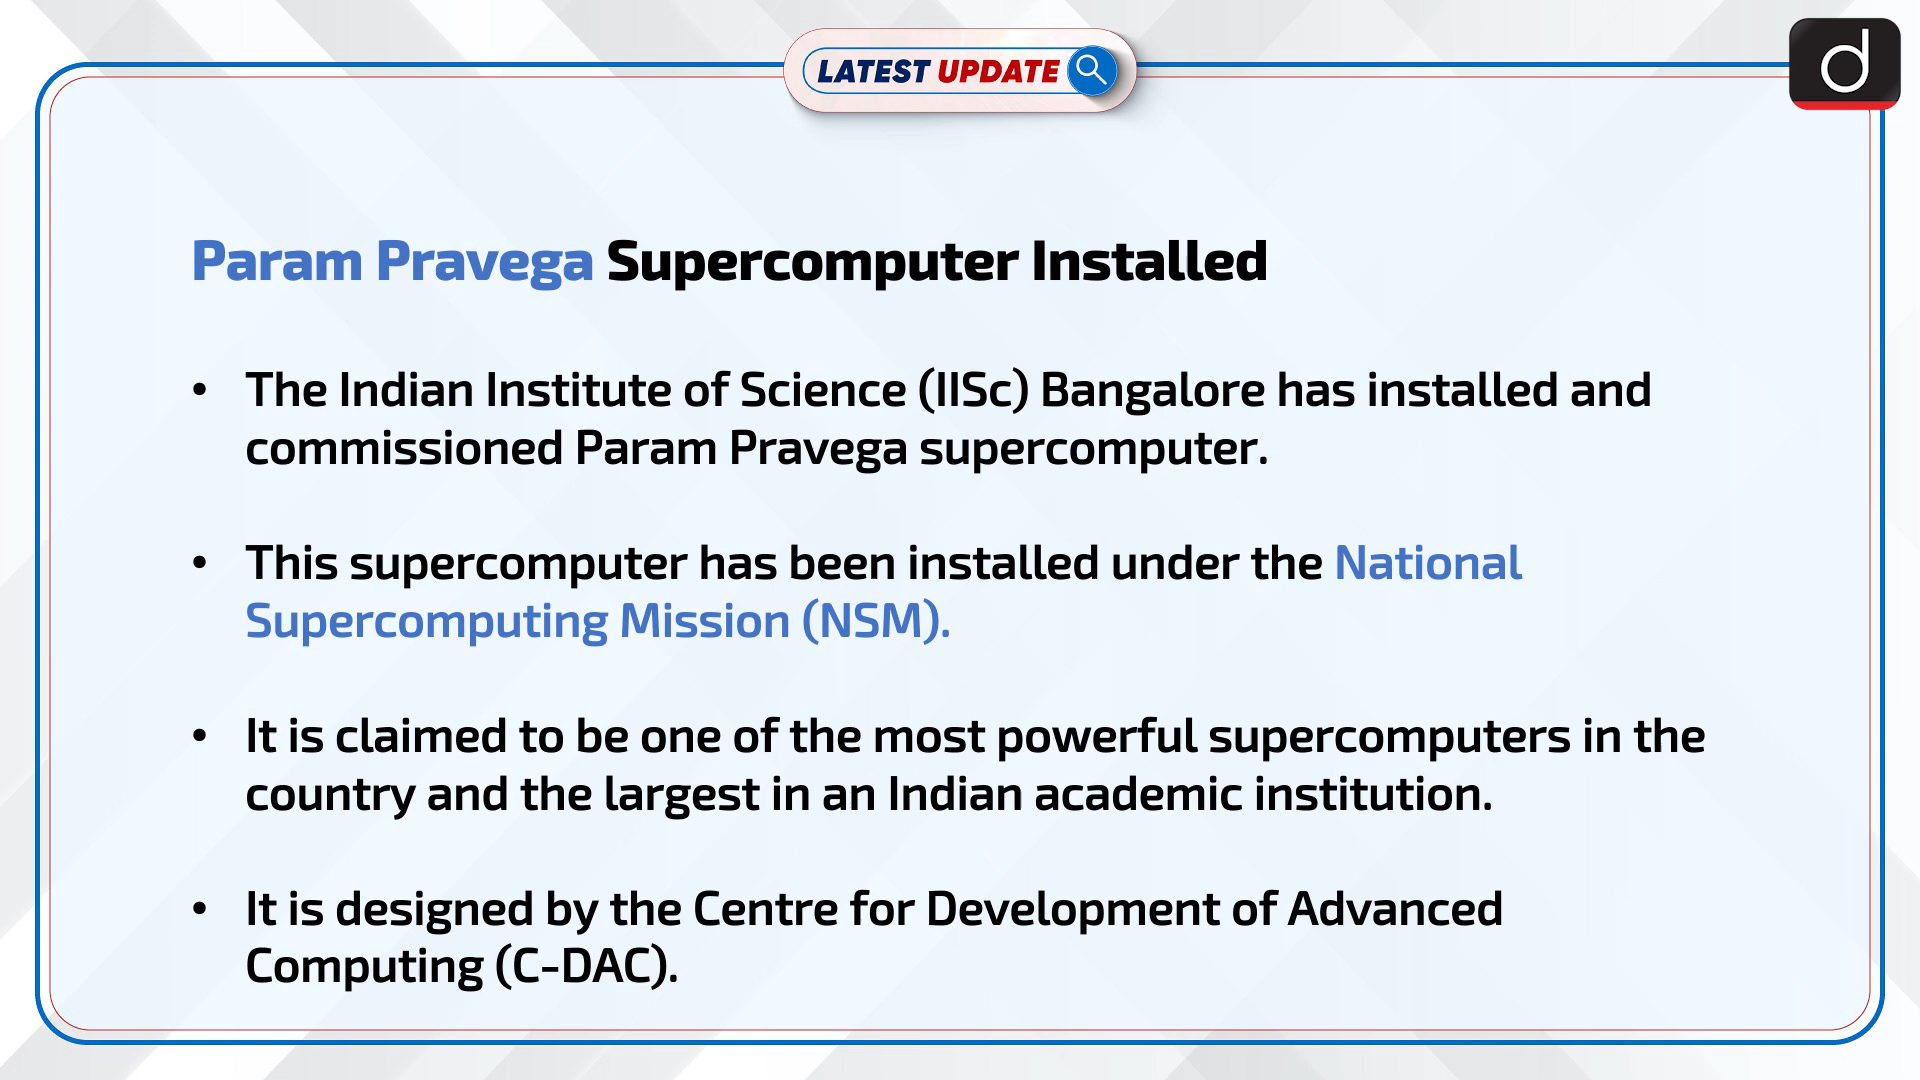 LATEST UPDATE
d
Param Pravega Supercomputer Installed
• The Indian Institute of Science (IISc) Bangalore has installed and
commissioned Param Pravega supercomputer.
• This supercomputer has been installed under the National
Supercomputing Mission (NSM).
• It is claimed to be one of the most powerful supercomputers in the
country and the largest in an Indian academic institution.
• It is designed by the Centre for Development of Advanced
Computing (C-DAC).